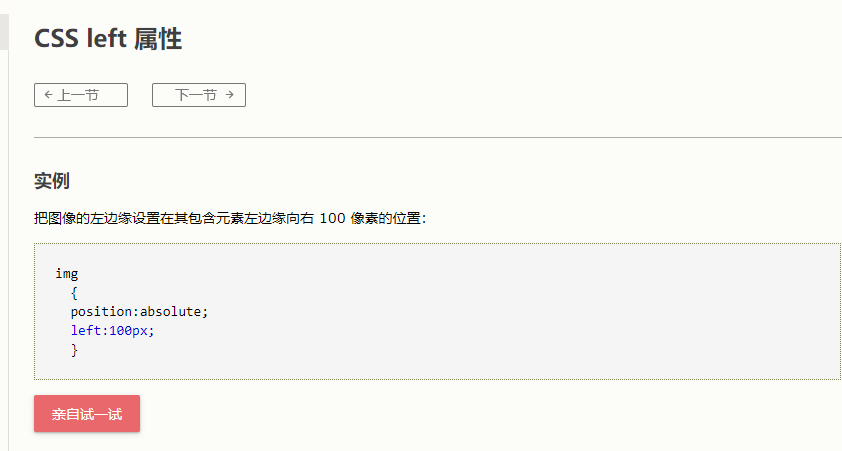 CSS left 属性
← 上一节 下一节 →
实例
把图像的左边缘设置在其包含元素左边缘向右 100 像素的位置：
img
{
position:absolute;
left:100px;
}
亲自试一试